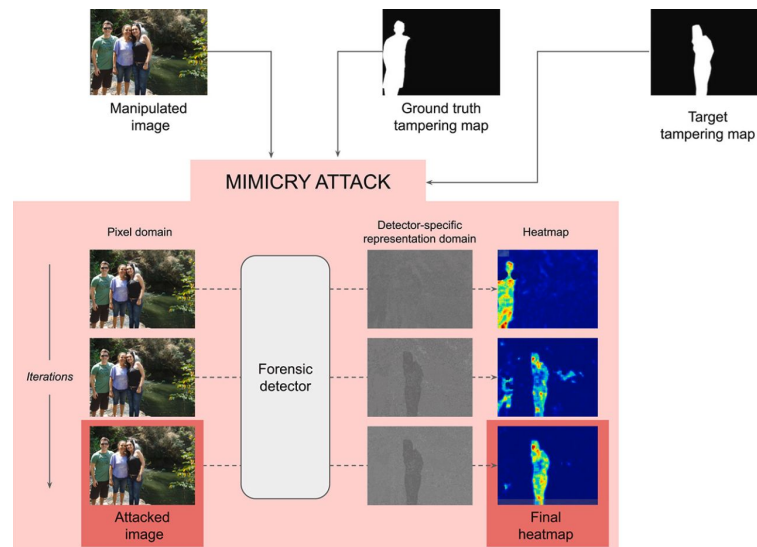 Manipulated
image
Ground truth
tampering map
Target
tampering map
MIMICRY ATTACK
Pixel domain
Detector-specific
representation domain
Heatmap
Iterations
Forensic
detector
Attacked
image
Final
heatmap